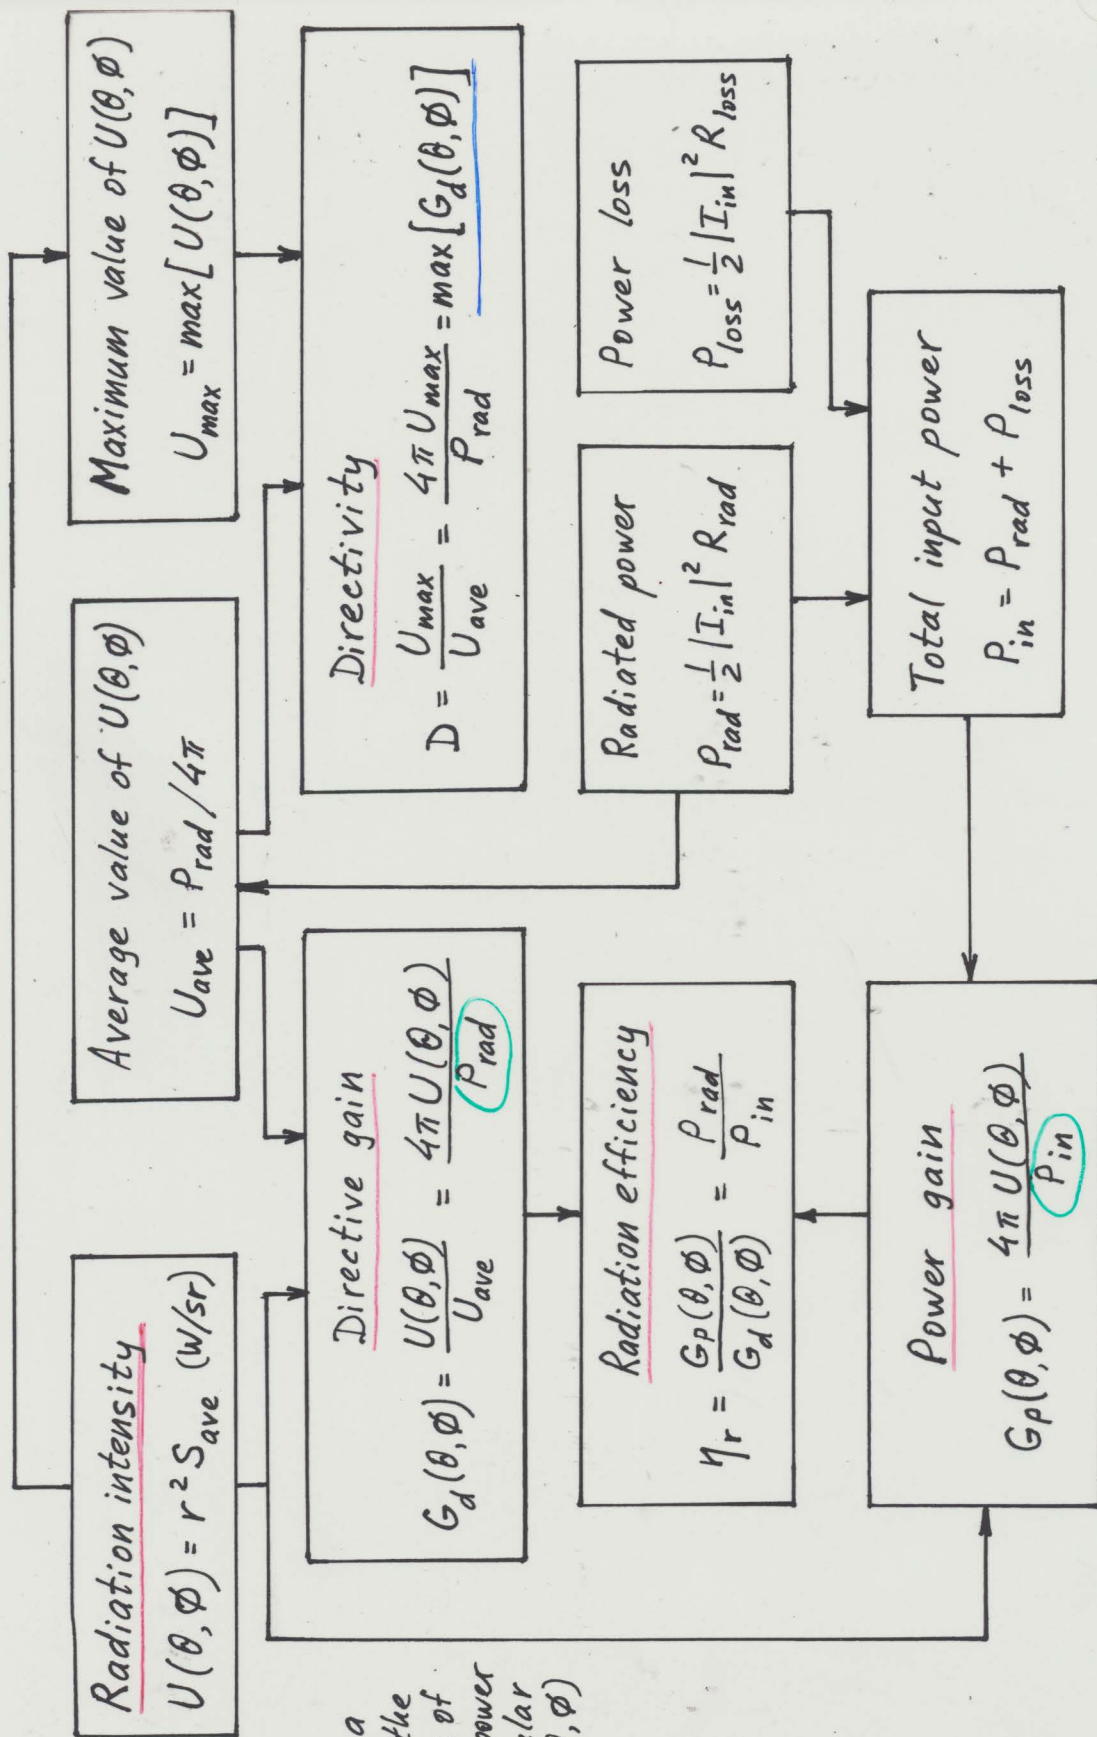 Radiation intensity
U(θ,φ) = r² S_ave (W/sr)
Average value of U(θ,φ)
U_ave = P_rad / 4π
Maximum value of U(θ,φ)
U_max = max[U(θ,φ)]
Directive gain
G_d(θ,φ) = U(θ,φ)/U_ave = 4π U(θ,φ)/P_rad
Directivity
D = U_max/U_ave = 4π U_max/P_rad = max[G_d(θ,φ)]
Radiation efficiency
η_r = G_p(θ,φ)/G_d(θ,φ) = P_rad/P_in
Radiated power
P_rad = ½ |I_in|² R_rad
Power loss
P_loss = ½ |I_in|² R_loss
Power gain
G_p(θ,φ) = 4π U(θ,φ)/P_in
Total input power
P_in = P_rad + P_loss
a
the
of
power